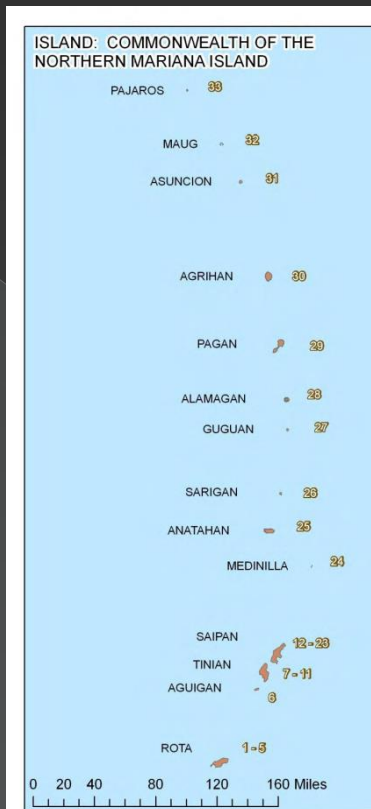 ISLAND: COMMONWEALTH OF THE
NORTHERN MARIANA ISLAND
PAJAROS 33
MAUG 32
ASUNCION 31
AGRIHAN 30
PAGAN 29
ALAMAGAN 28
GUGUAN 27
SARIGAN 26
ANATAHAN 25
MEDINILLA 24
SAIPAN 12 - 23
TINIAN 7 - 11
AGUIGAN 6
ROTA 1 - 5
0 20 40 80 120 160 Miles